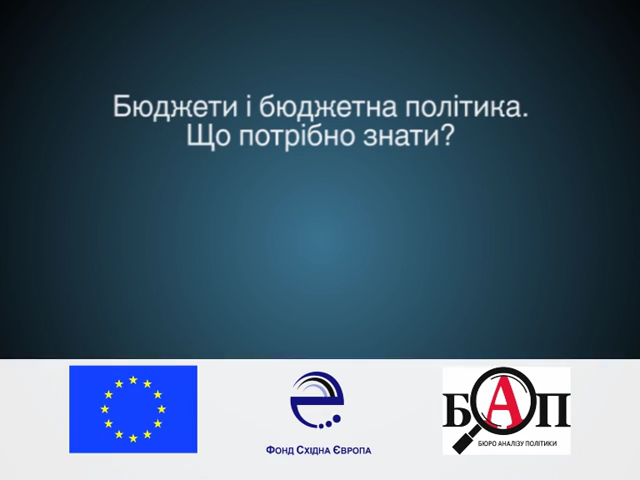 Бюджети і бюджетна політика.
Що потрібно знати?
Фонд Східна Європа
БАП
БЮРО АНАЛІЗУ ПОЛІТИКИ